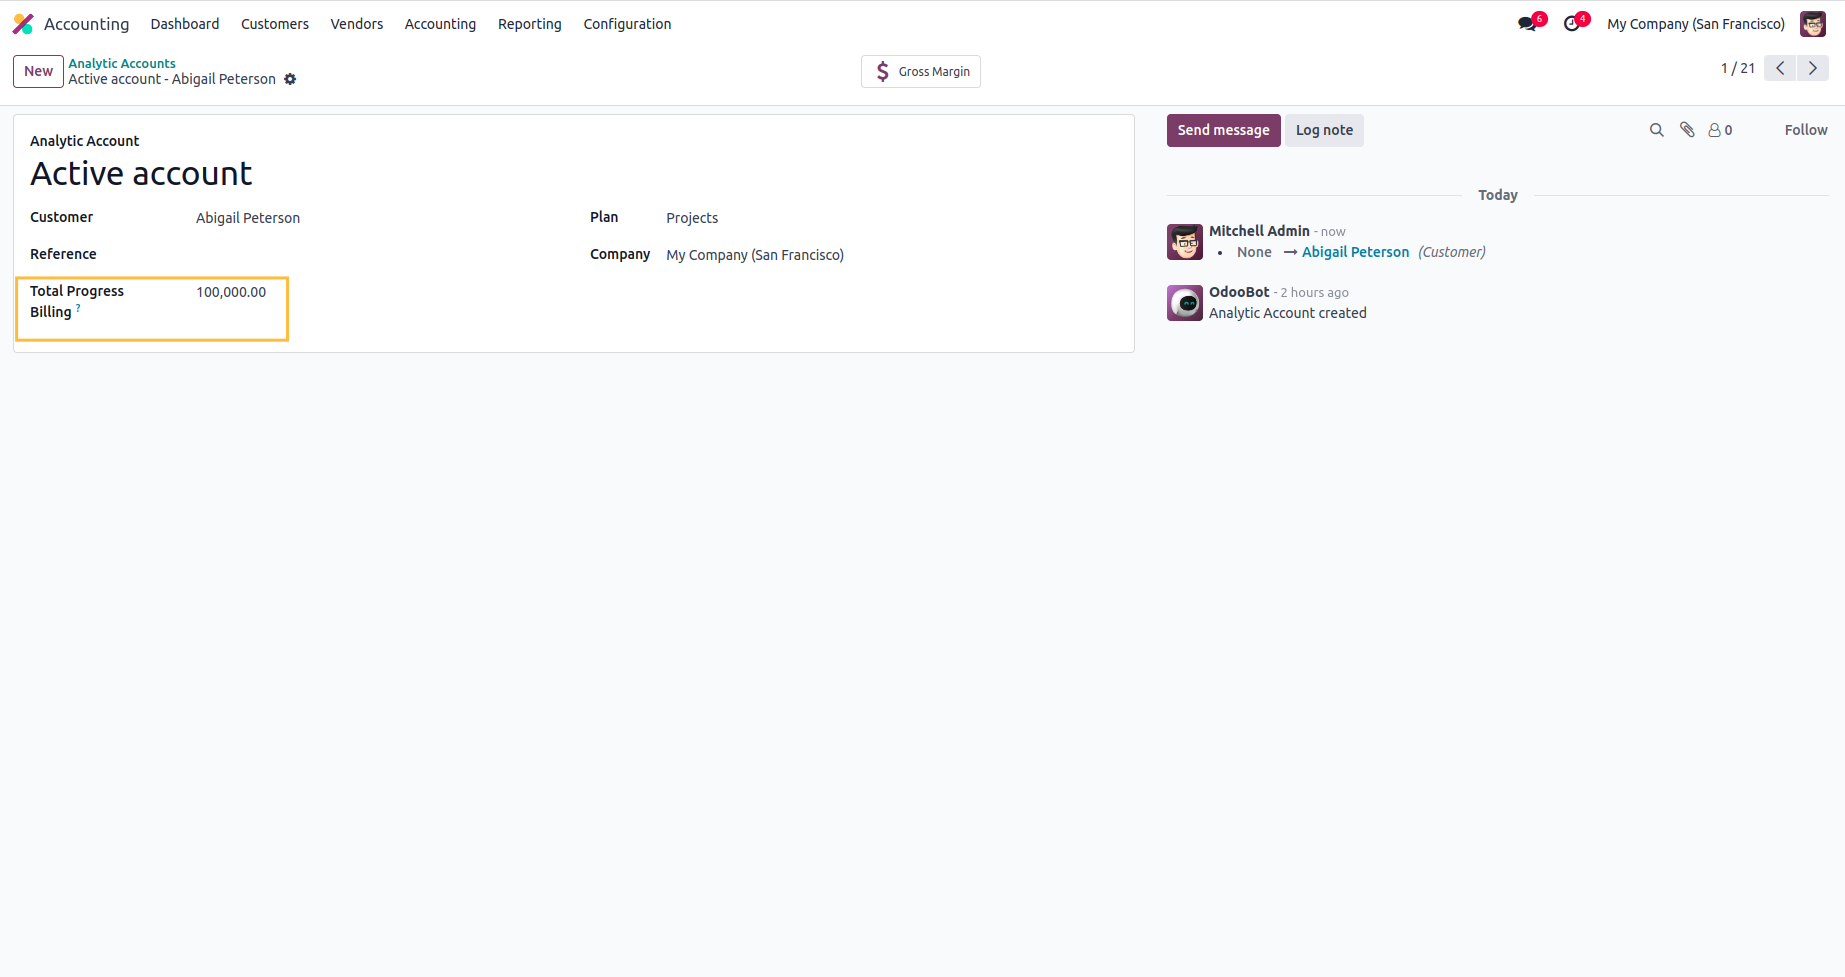 Accounting Dashboard Customers Vendors Accounting Reporting Configuration 6 4 My Company (San Francisco)
New Analytic Accounts
Active account - Abigail Peterson
$ Gross Margin
1 / 21
Analytic Account
Active account
Customer Abigail Peterson Plan Projects
Reference Company My Company (San Francisco)
Total Progress 100,000.00
Billing ?
Send message Log note 0 Follow
Today
Mitchell Admin - now
• None → Abigail Peterson (Customer)
OdooBot - 2 hours ago
Analytic Account created